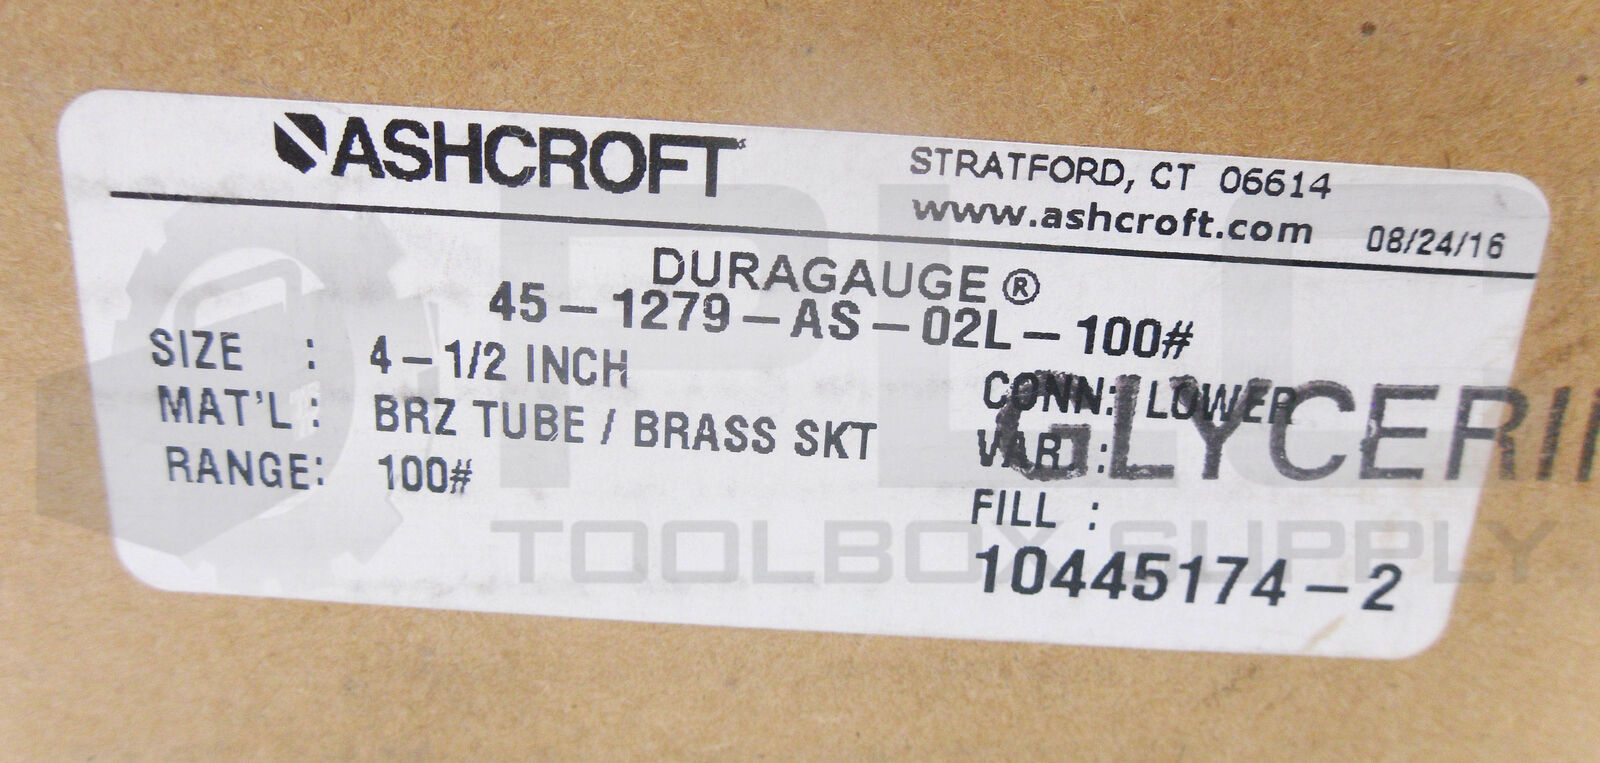 ASHCROFT
STRATFORD, CT 06614
www.ashcroft.com 08/24/16
DURAGAUGE ®
45-1279-AS-02L-100#
SIZE : 4-1/2 INCH
MAT'L : BRZ TUBE / BRASS SKT
RANGE: 100#
CONN: LOWER
VAR :
GLYCERI
FILL :
10445174-2
PLC
TOOLBOX SUPPLY